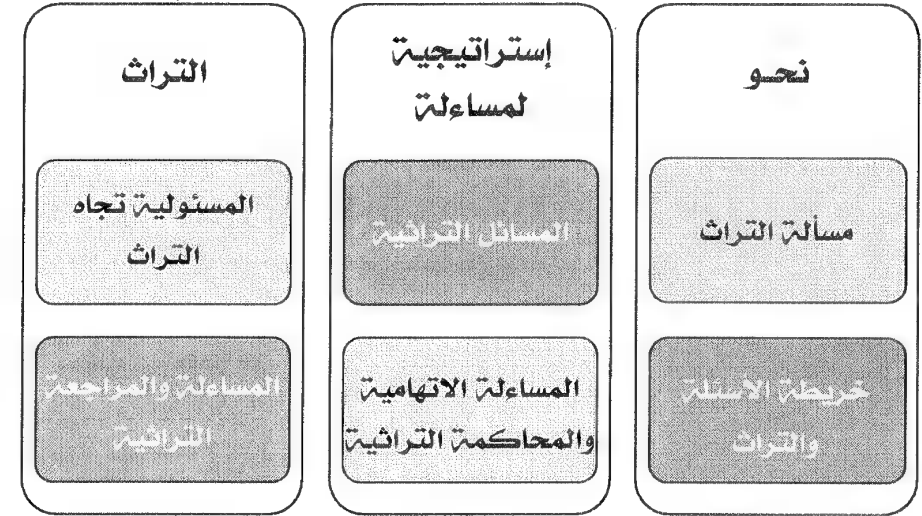 نحو
مسألة التراث
خريطة الأسئلة
والتراث
إستراتيجية
لمساءلة
المسائل التراثية
المساءلة الاتهامية
والمحاكمة التراثية
التراث
المسئولية تجاه
التراث
المساءلة والمراجعة
التراثية